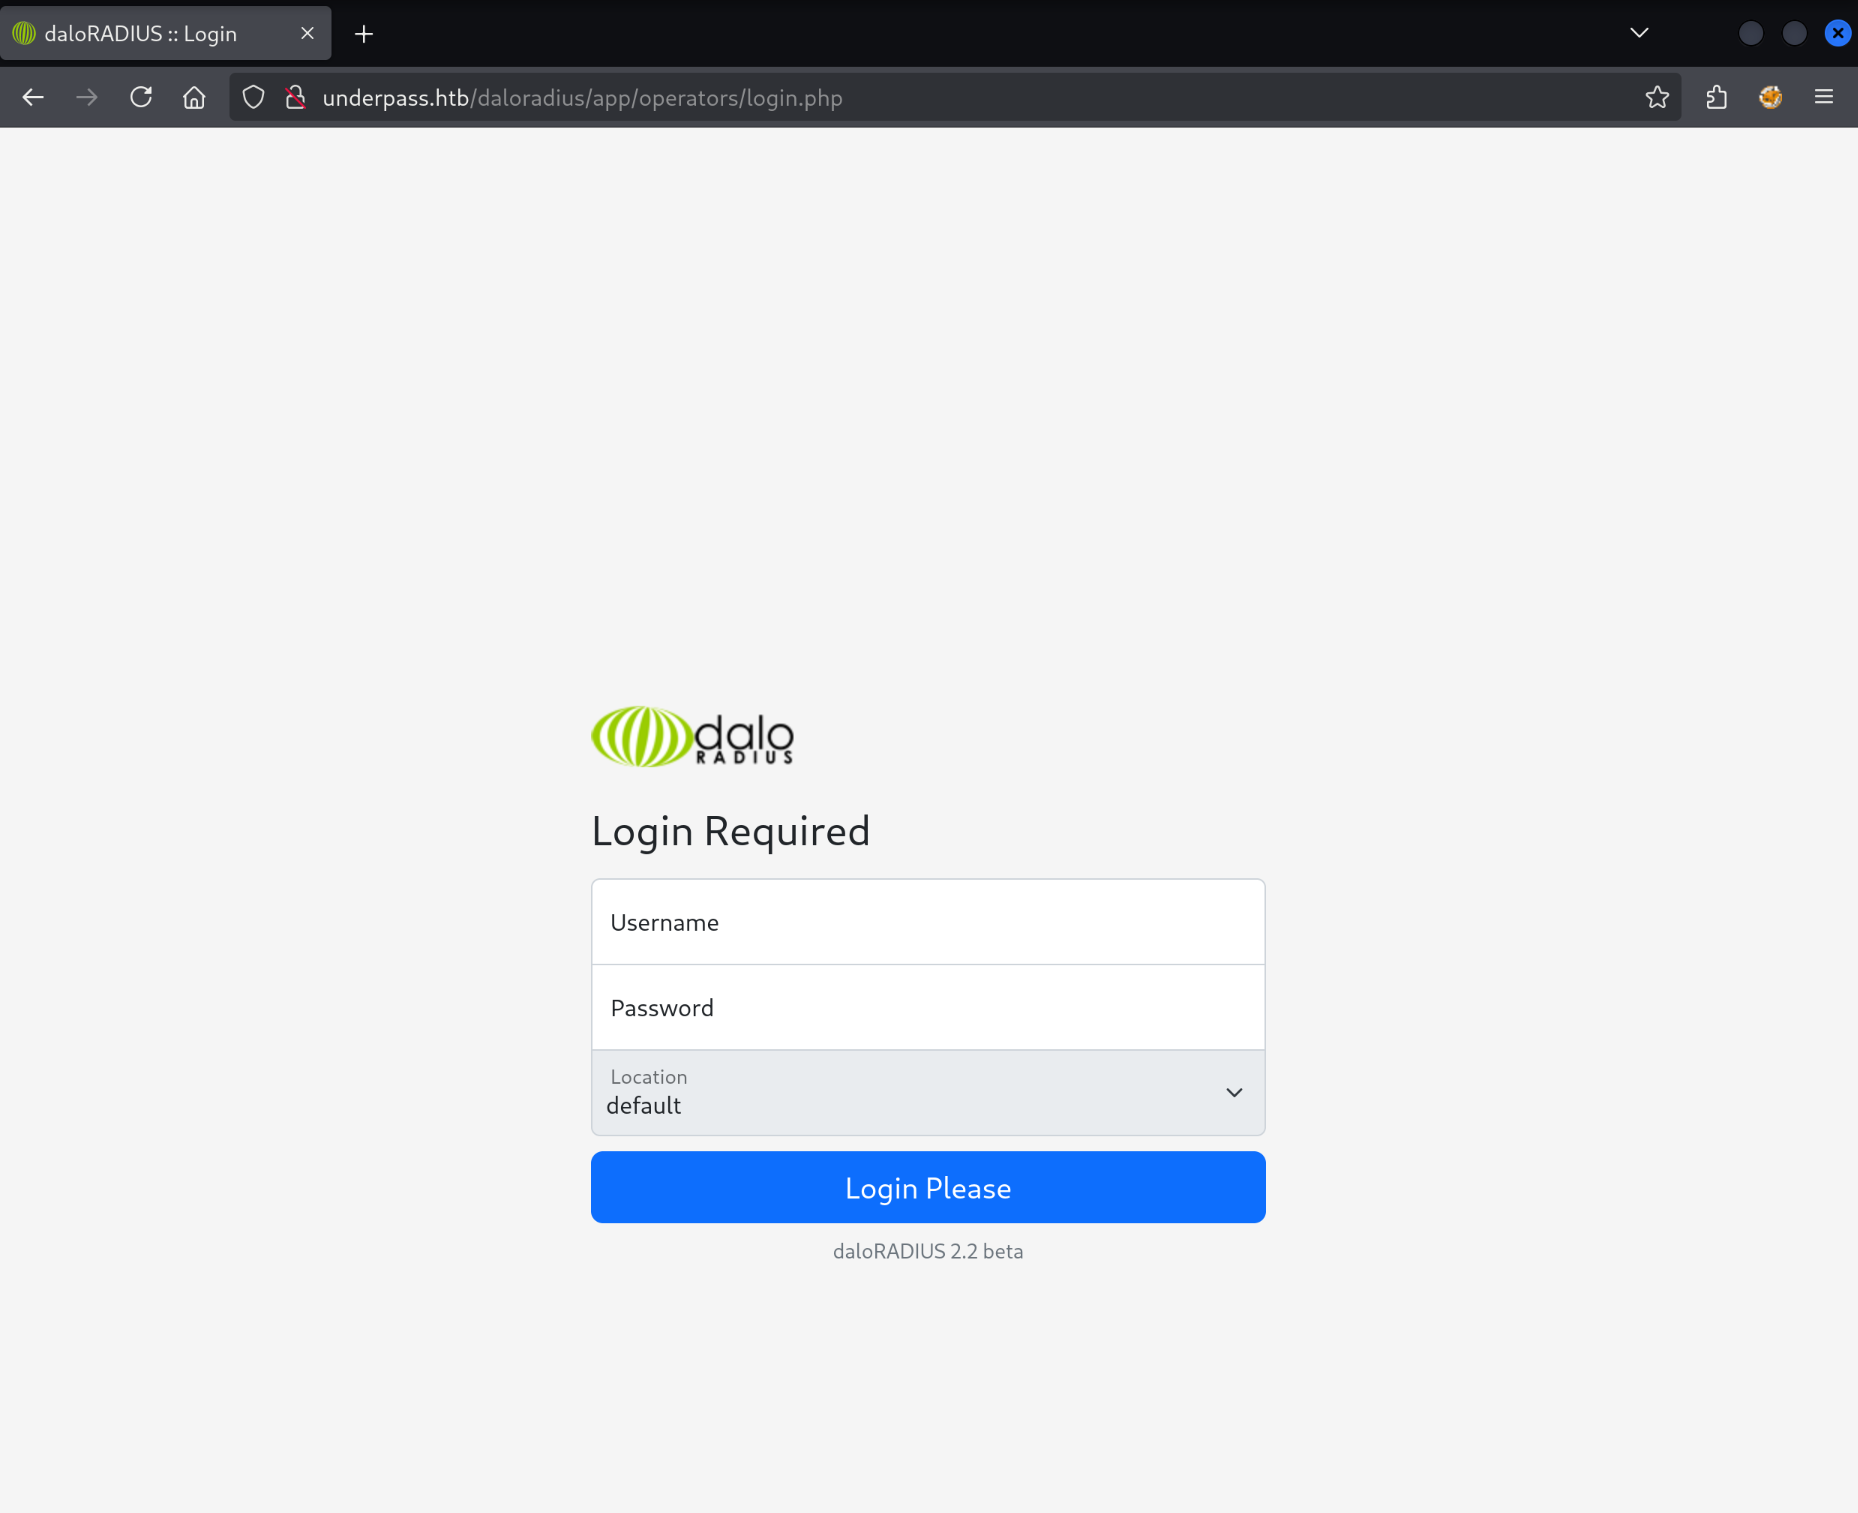 daloRADIUS :: Login
underpass.htb/daloradius/app/operators/login.php
dalo
RADIUS
Login Required
Username
Password
Location
default
Login Please
daloRADIUS 2.2 beta